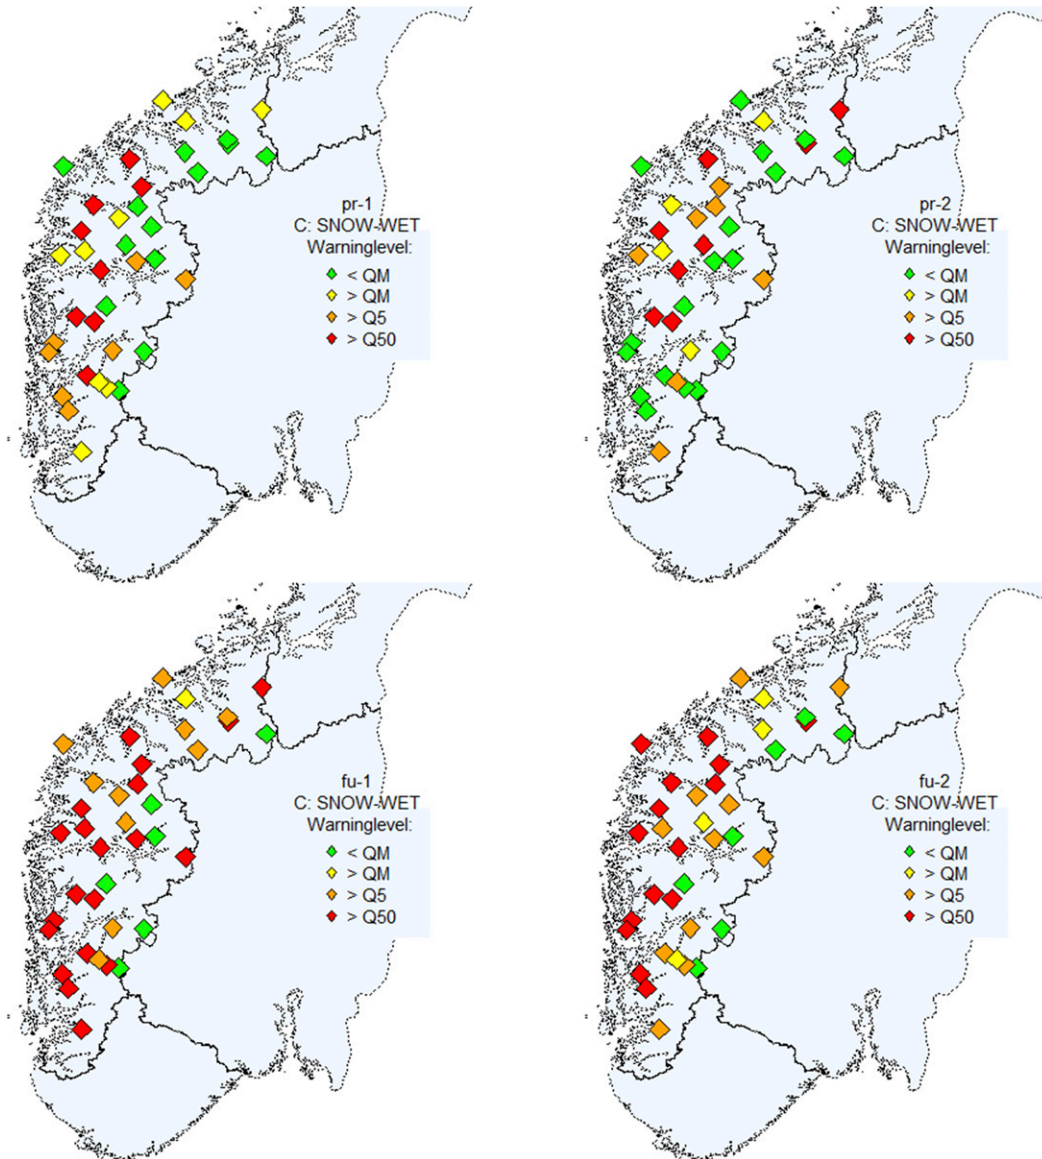 pr-1
C: SNOW-WET
Warninglevel:
< QM
> QM
> Q5
> Q50
pr-2
C: SNOW-WET
Warninglevel:
< QM
> QM
> Q5
> Q50
fu-1
C: SNOW-WET
Warninglevel:
< QM
> QM
> Q5
> Q50
fu-2
C: SNOW-WET
Warninglevel:
< QM
> QM
> Q5
> Q50